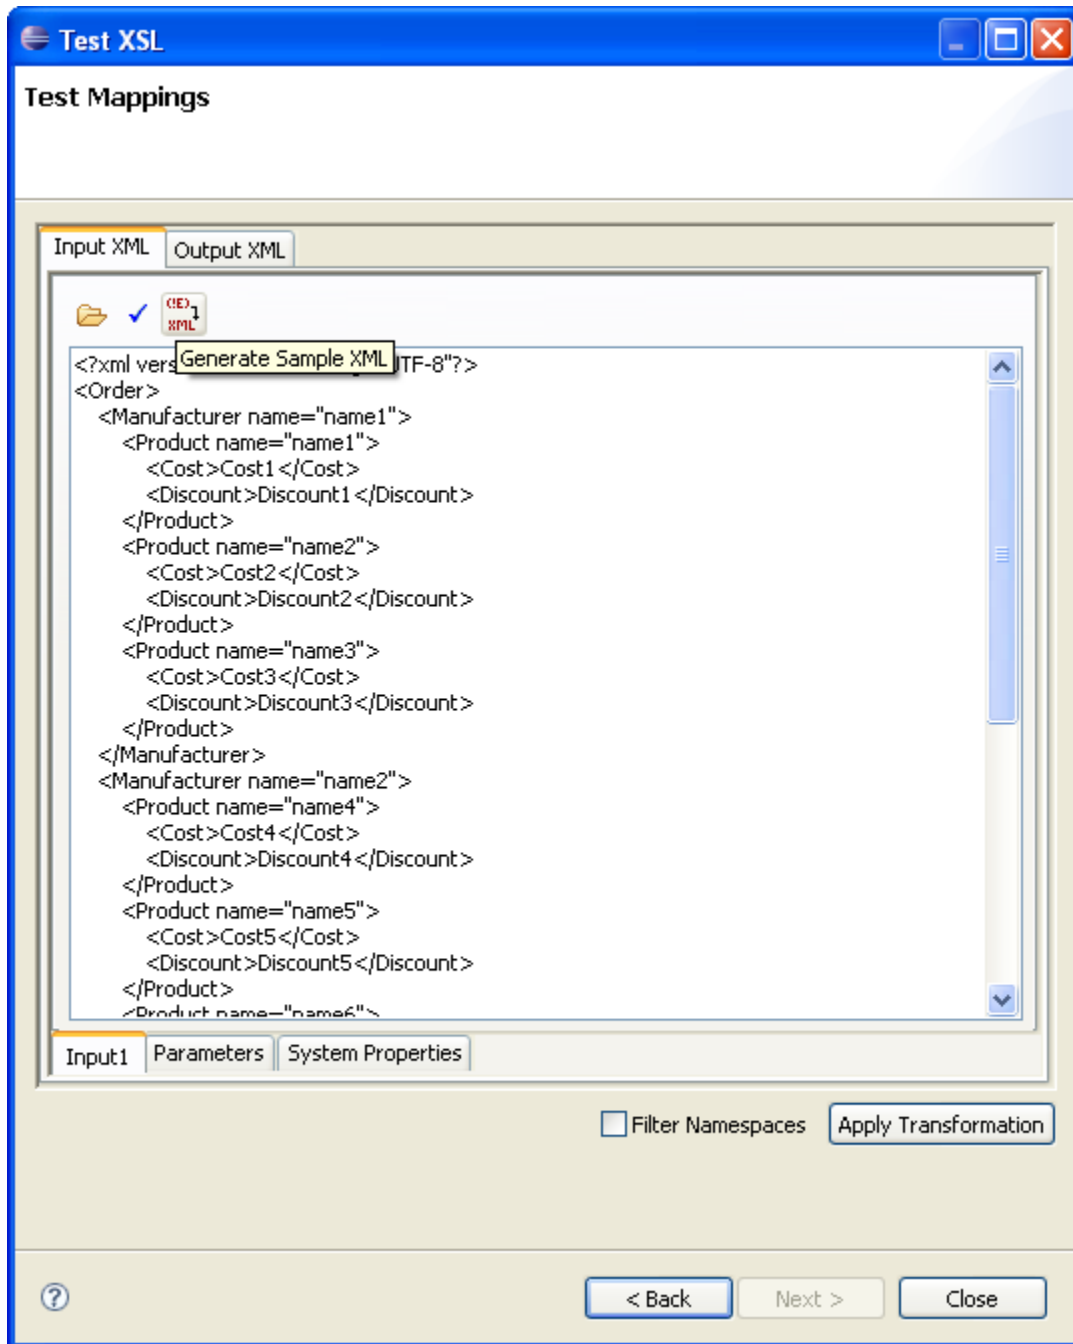 Test XSL
Test Mappings
Input XML
Output XML
(!E)
XML
Generate Sample XML
<?xml vers TF-8"?>
<Order>
<Manufacturer name="name1">
<Product name="name1">
<Cost>Cost1</Cost>
<Discount>Discount1</Discount>
</Product>
<Product name="name2">
<Cost>Cost2</Cost>
<Discount>Discount2</Discount>
</Product>
<Product name="name3">
<Cost>Cost3</Cost>
<Discount>Discount3</Discount>
</Product>
</Manufacturer>
<Manufacturer name="name2">
<Product name="name4">
<Cost>Cost4</Cost>
<Discount>Discount4</Discount>
</Product>
<Product name="name5">
<Cost>Cost5</Cost>
<Discount>Discount5</Discount>
</Product>
<Product name="name6">
Input1
Parameters
System Properties
Filter Namespaces
Apply Transformation
?
< Back
Next >
Close